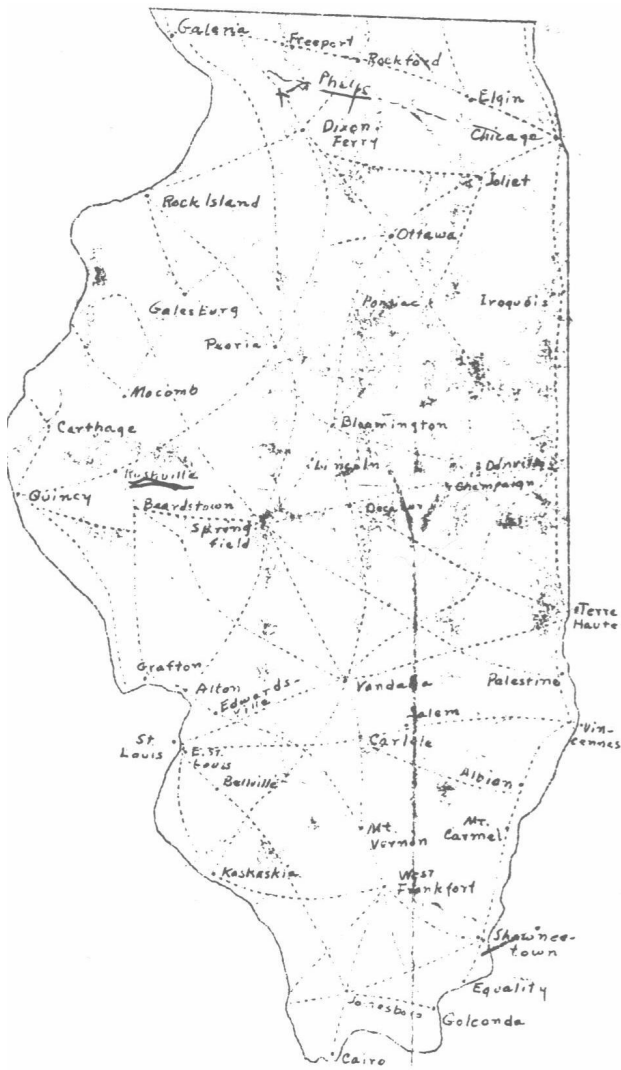 Galena
Freeport
Rockford
Phelps
Elgin
Dixon
Ferry
Chicago
Joliet
Rock Island
Ottawa
Galesburg
Pontiac
Iroquois
Peoria
Mocomb
Carthage
Bloomington
Rushville
Lincoln
Danville
Champaign
Quincy
Beardstown
Spring
field
Decatur
Terre
Haute
Grafton
Alton
Edwards-
ville
Vandalia
Palestine
Salem
St.
Louis
E. St.
Louis
Carlyle
Vin-
cennes
Bellville
Albian
Mt.
Vernon
Mt.
Carmel
Kaskaskia
West
Frankfort
Shawnee-
town
Equality
Jonesboro
Golconda
Cairo